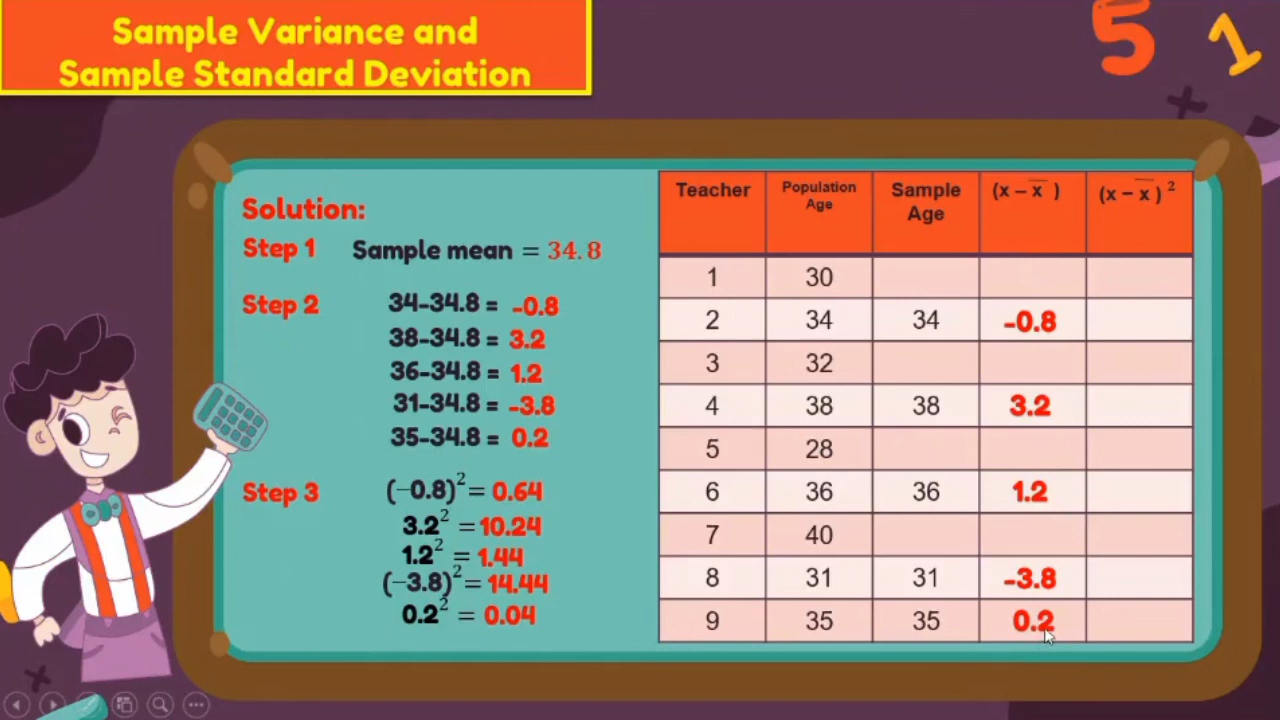 Sample Variance and
Sample Standard Deviation
5 1
Solution:
Step 1 Sample mean = 34.8
Step 2 34-34.8 = -0.8
38-34.8 = 3.2
36-34.8 = 1.2
31-34.8 = -3.8
35-34.8 = 0.2
Step 3 (−0.8)² = 0.64
3.2² = 10.24
1.2² = 1.44
(−3.8)² = 14.44
0.2² = 0.04
Teacher Population Age Sample Age (x – x̅ ) (x – x̅ ) ²
1 30
2 34 34 -0.8
3 32
4 38 38 3.2
5 28
6 36 36 1.2
7 40
8 31 31 -3.8
9 35 35 0.2